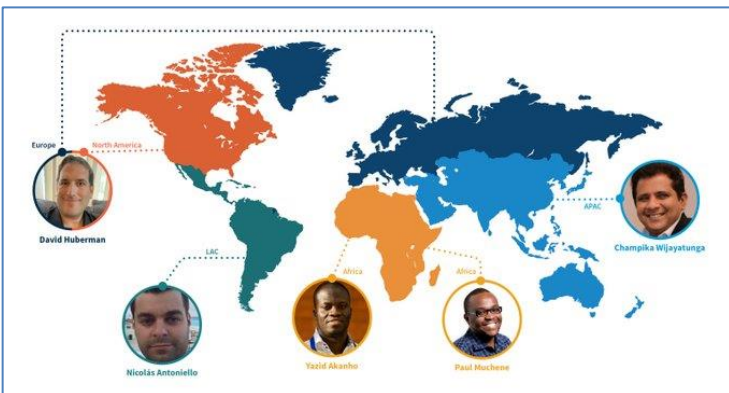 Europe
North America
David Huberman
LAC
Nicolás Antoniello
Africa
Yazid Akanho
Africa
Paul Muchene
APAC
Champika Wijayatunga